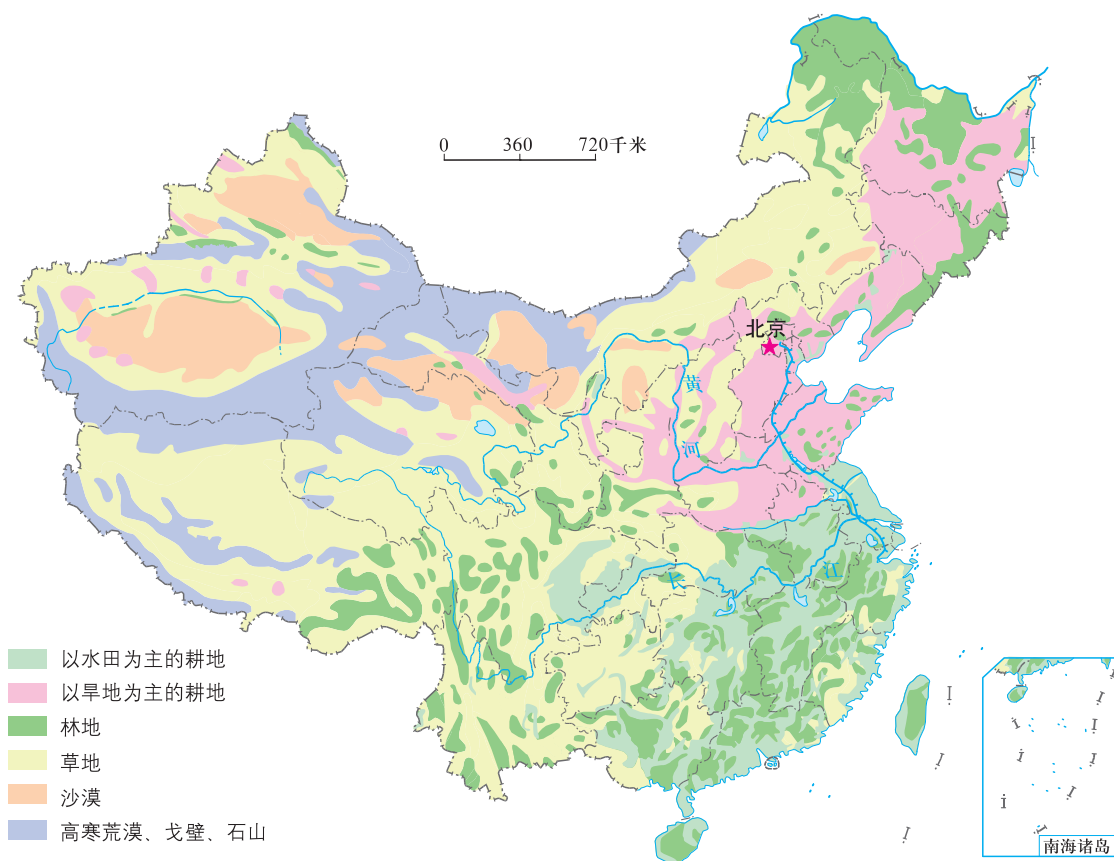 0 360 720千米
北京
黄
河
长
江
以水田为主的耕地
以旱地为主的耕地
林地
草地
沙漠
高寒荒漠、戈壁、石山
南海诸岛